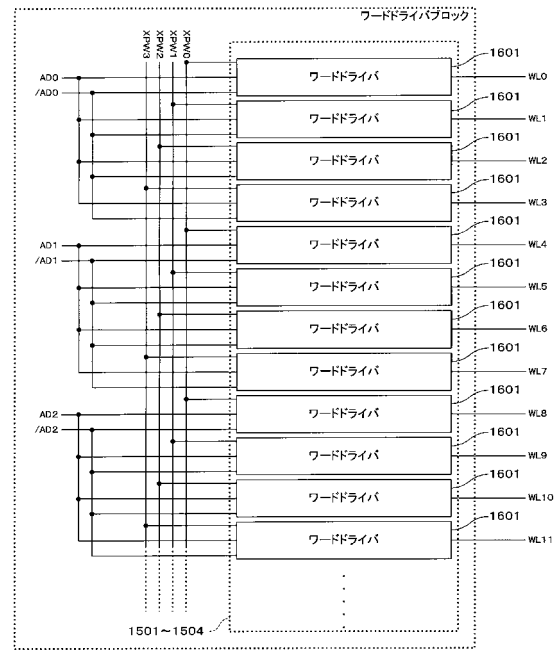 ワードドライバブロック
XPW3
XPW2
XPW1
XPW0
1601
AD0
ワードドライバ
WL0
/AD0
1601
ワードドライバ
WL1
1601
ワードドライバ
WL2
1601
ワードドライバ
WL3
1601
AD1
ワードドライバ
WL4
/AD1
1601
ワードドライバ
WL5
1601
ワードドライバ
WL6
1601
ワードドライバ
WL7
1601
AD2
ワードドライバ
WL8
/AD2
1601
ワードドライバ
WL9
1601
ワードドライバ
WL10
1601
ワードドライバ
WL11
1501~1504